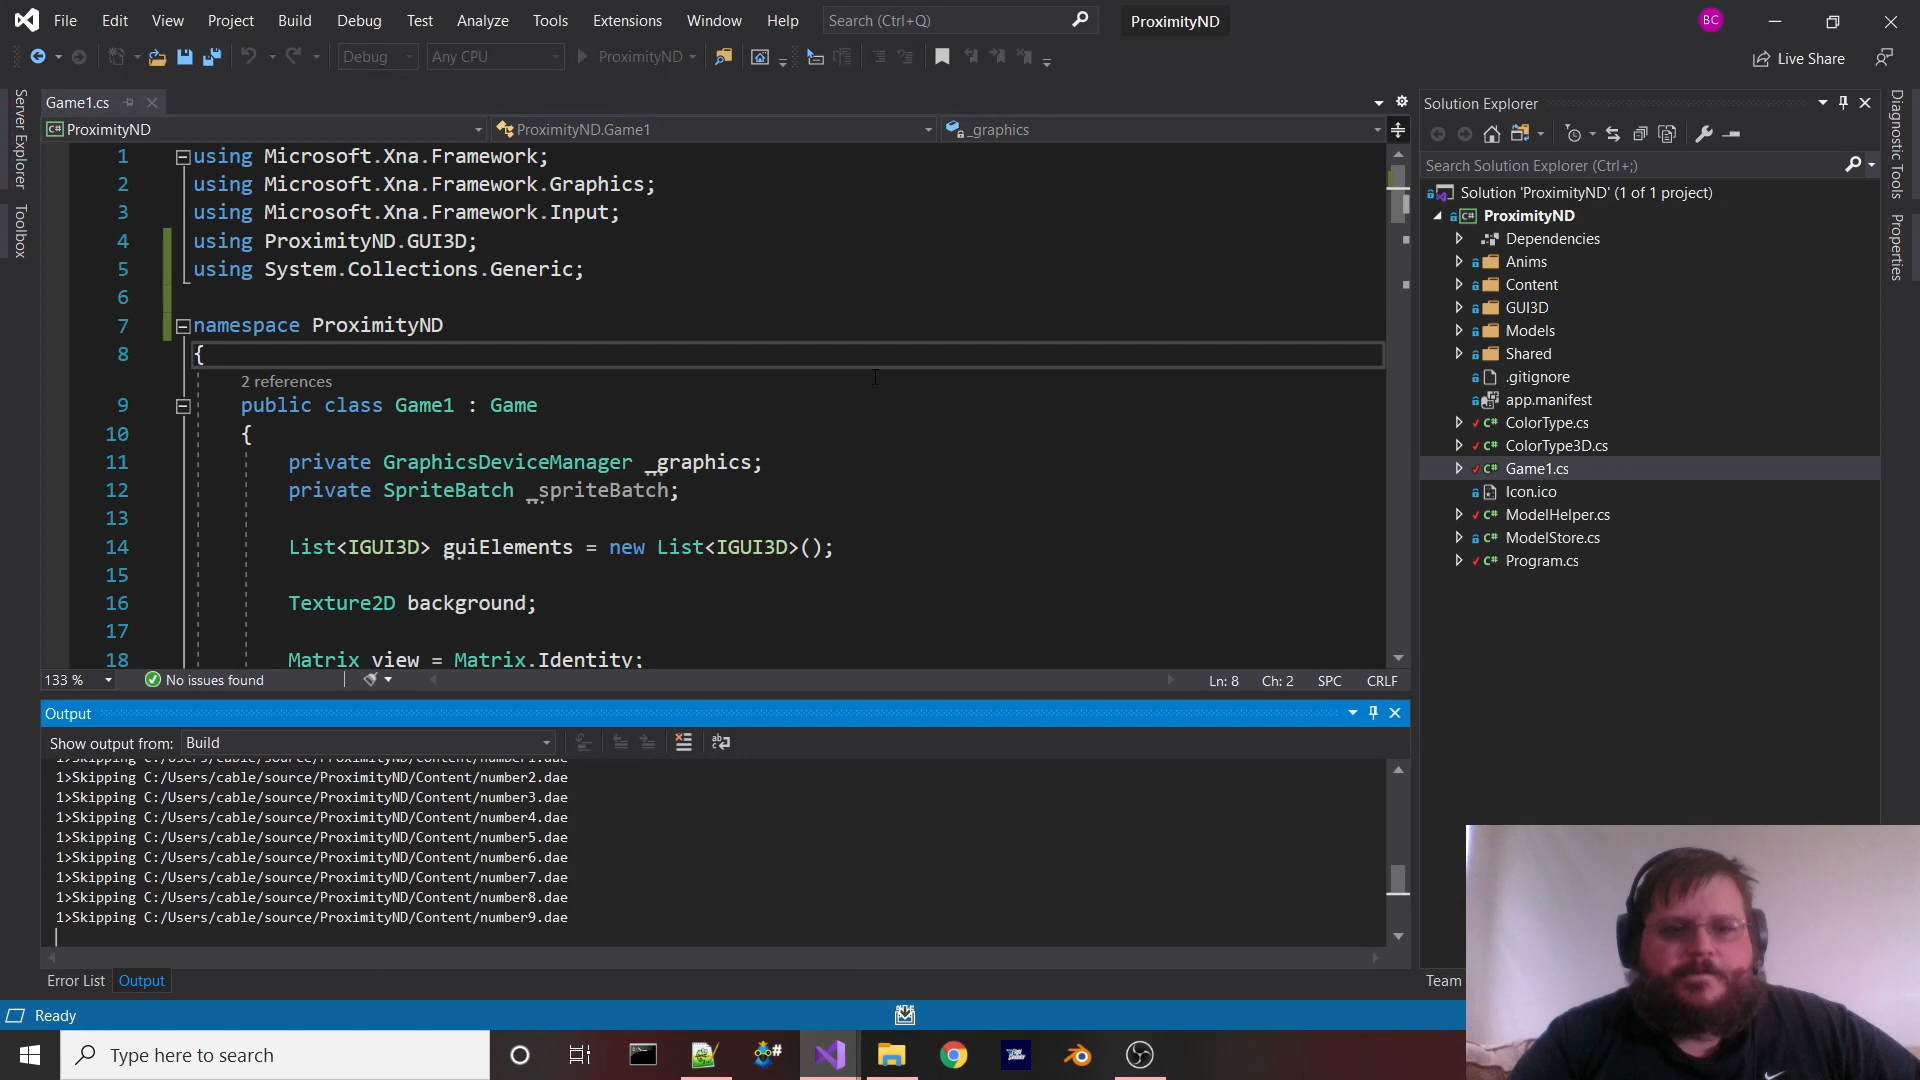 File Edit View Project Build Debug Test Analyze Tools Extensions Window Help Search (Ctrl+Q) ProximityND BC
Debug Any CPU ProximityND Live Share
Server Explorer
Toolbox
Game1.cs
ProximityND ProximityND.Game1 _graphics
1 using Microsoft.Xna.Framework;
2 using Microsoft.Xna.Framework.Graphics;
3 using Microsoft.Xna.Framework.Input;
4 using ProximityND.GUI3D;
5 using System.Collections.Generic;
6
7 namespace ProximityND
8 {
2 references
9 public class Game1 : Game
10 {
11 private GraphicsDeviceManager _graphics;
12 private SpriteBatch _spriteBatch;
13
14 List<IGUI3D> guiElements = new List<IGUI3D>();
15
16 Texture2D background;
17
18 Matrix view = Matrix.Identity;
133 % No issues found Ln: 8 Ch: 2 SPC CRLF
Output
Show output from: Build
1>Skipping C:/Users/cable/source/ProximityND/Content/number1.dae
1>Skipping C:/Users/cable/source/ProximityND/Content/number2.dae
1>Skipping C:/Users/cable/source/ProximityND/Content/number3.dae
1>Skipping C:/Users/cable/source/ProximityND/Content/number4.dae
1>Skipping C:/Users/cable/source/ProximityND/Content/number5.dae
1>Skipping C:/Users/cable/source/ProximityND/Content/number6.dae
1>Skipping C:/Users/cable/source/ProximityND/Content/number7.dae
1>Skipping C:/Users/cable/source/ProximityND/Content/number8.dae
1>Skipping C:/Users/cable/source/ProximityND/Content/number9.dae
Error List Output
Solution Explorer
Search Solution Explorer (Ctrl+;)
Solution 'ProximityND' (1 of 1 project)
C# ProximityND
Dependencies
Anims
Content
GUI3D
Models
Shared
.gitignore
app.manifest
C# ColorType.cs
C# ColorType3D.cs
C# Game1.cs
Icon.ico
C# ModelHelper.cs
C# ModelStore.cs
C# Program.cs
Team
Diagnostic Tools
Properties
Ready
Type here to search